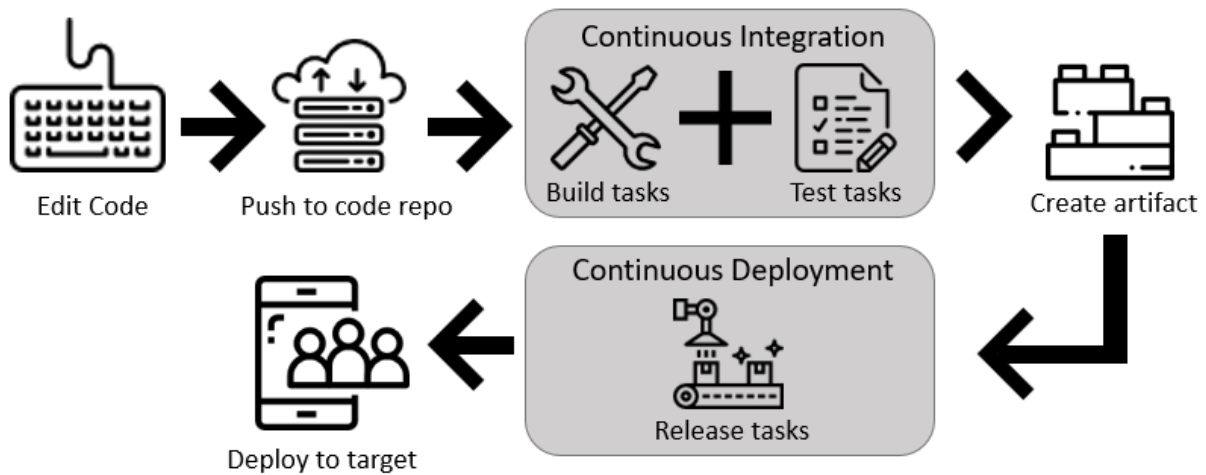 Continuous Integration
Build tasks
Test tasks
Edit Code
Push to code repo
Create artifact
Continuous Deployment
Release tasks
Deploy to target